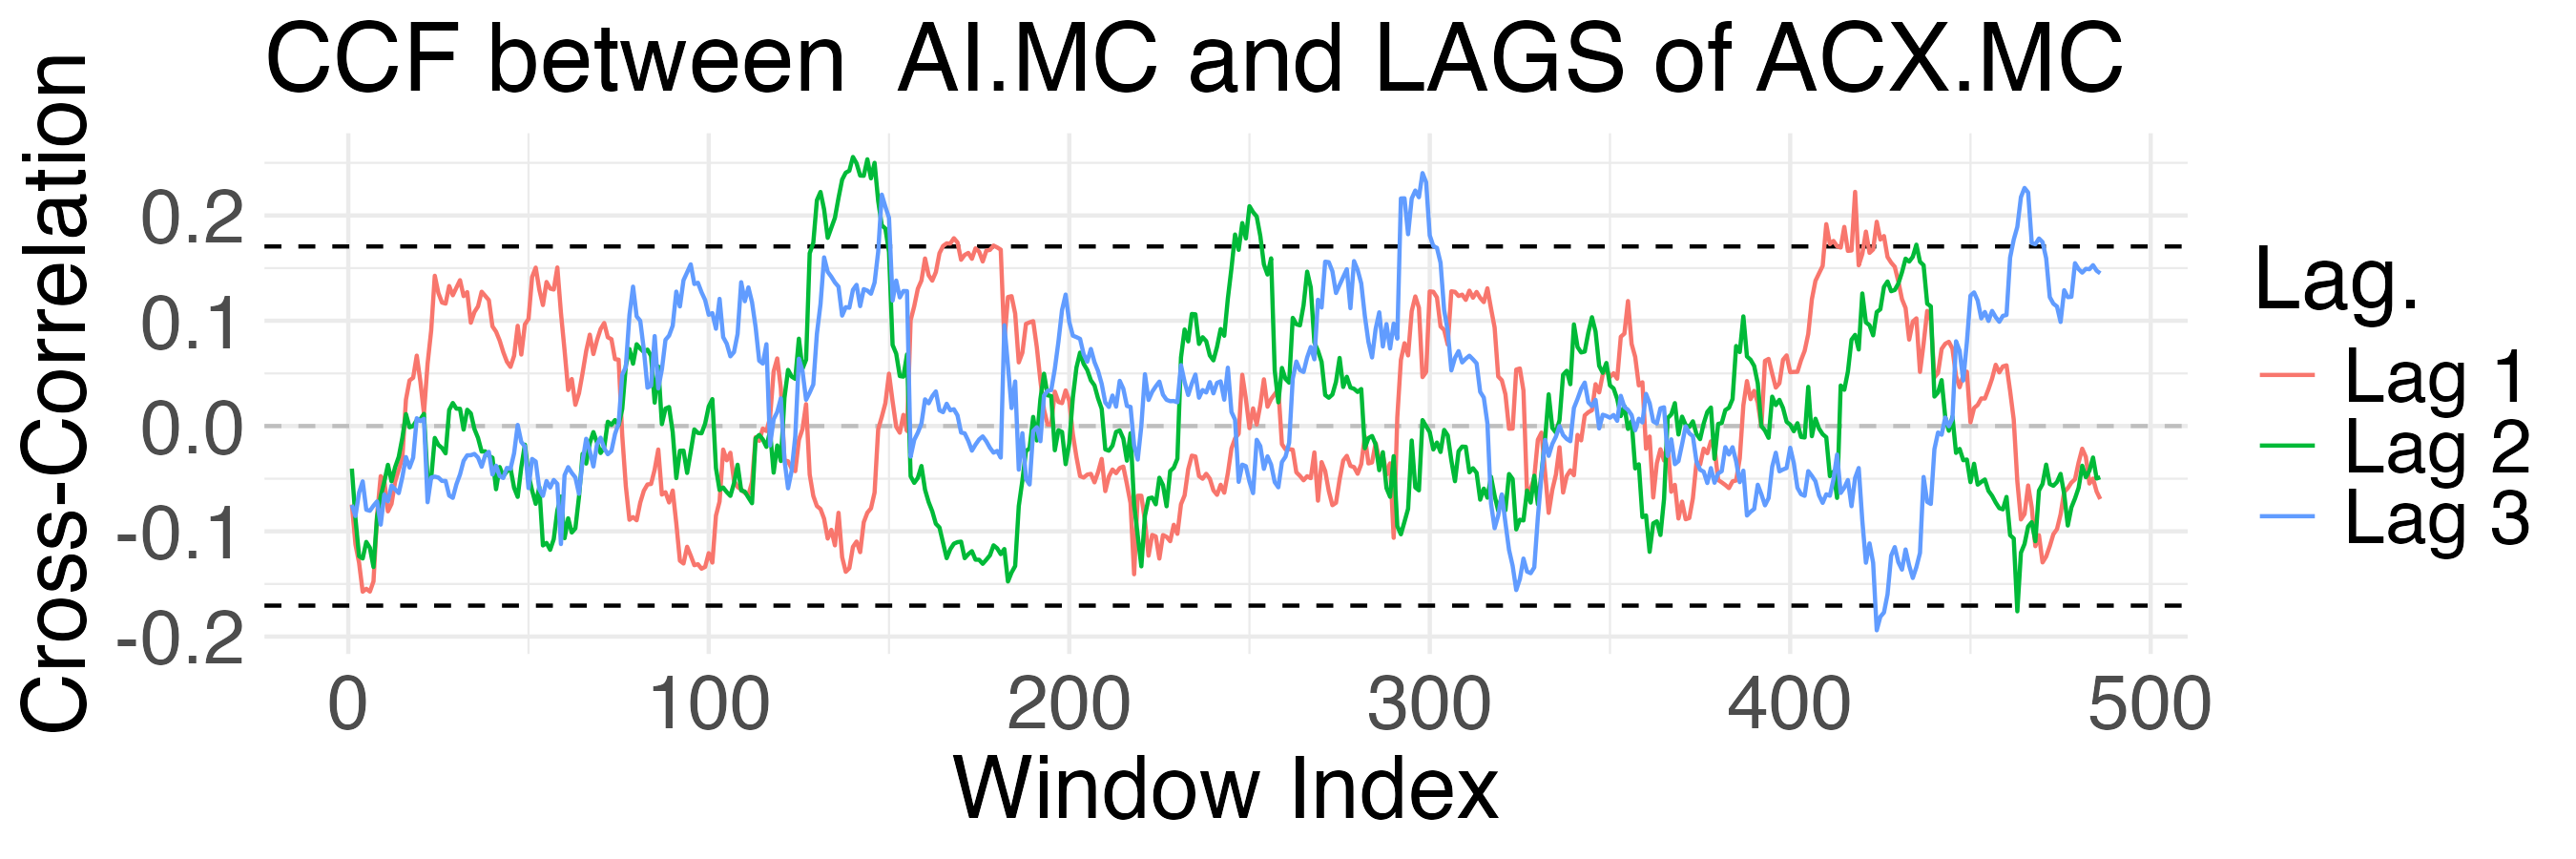 CCF between  AI.MC and LAGS of ACX.MC
Cross-Correlation
0.2
0.1
0.0
-0.1
-0.2
0 100 200 300 400 500
Window Index
Lag.
Lag 1
Lag 2
Lag 3